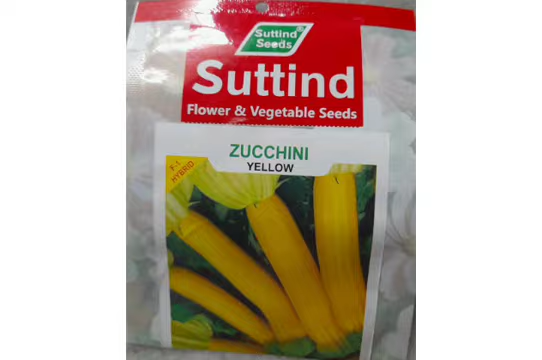 Suttind
Seeds
®
Suttind
Flower & Vegetable Seeds
ZUCCHINI
YELLOW
F-1
HYBRID